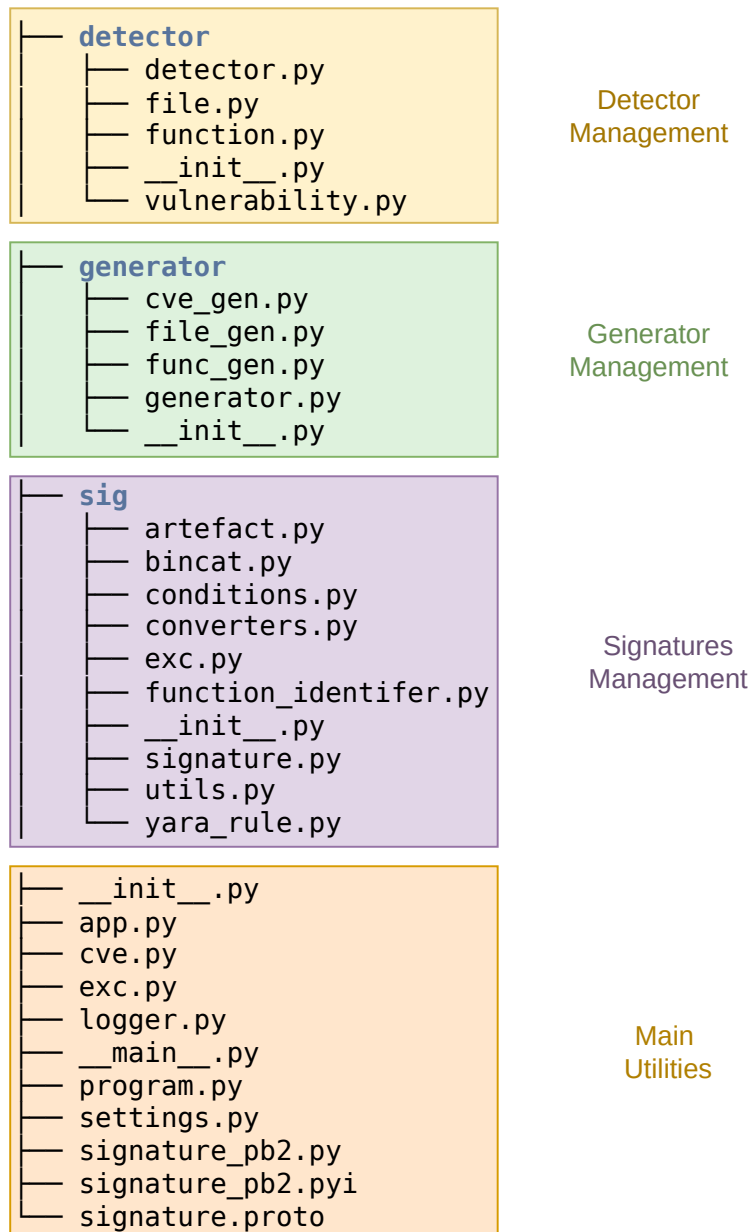 ├── detector
│   ├── detector.py
│   ├── file.py
│   ├── function.py
│   ├── __init__.py
│   └── vulnerability.py
Detector
Management
├── generator
│   ├── cve_gen.py
│   ├── file_gen.py
│   ├── func_gen.py
│   ├── generator.py
│   └── __init__.py
Generator
Management
├── sig
│   ├── artefact.py
│   ├── bincat.py
│   ├── conditions.py
│   ├── converters.py
│   ├── exc.py
│   ├── function_identifer.py
│   ├── __init__.py
│   ├── signature.py
│   ├── utils.py
│   └── yara_rule.py
Signatures
Management
├── __init__.py
├── app.py
├── cve.py
├── exc.py
├── logger.py
├── __main__.py
├── program.py
├── settings.py
├── signature_pb2.py
├── signature_pb2.pyi
└── signature.proto
Main
Utilities